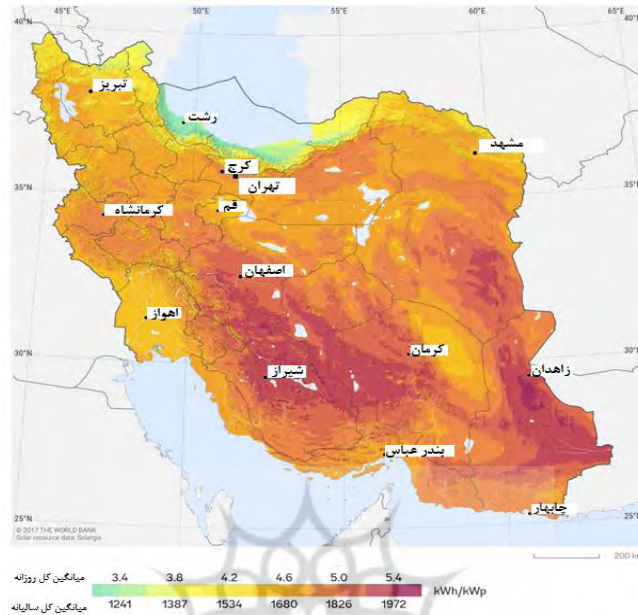 45°E 50°E 55°E 60°E 65°E
40°N
تبریز
رشت
مشهد
کرج
35°N
تهران
کرمانشاه
قم
اصفهان
اهواز
30°N
کرمان
30°N
شیراز
زاهدان
بندر عباس
چابهار
25°N
25°N
© 2017 THE WORLD BANK
Solar resource data: Solargis
200 km
میانگین کل روزانه 3.4 3.8 4.2 4.6 5.0 5.4
kWh/kWp
میانگین کل سالیانه 1241 1387 1534 1680 1826 1972